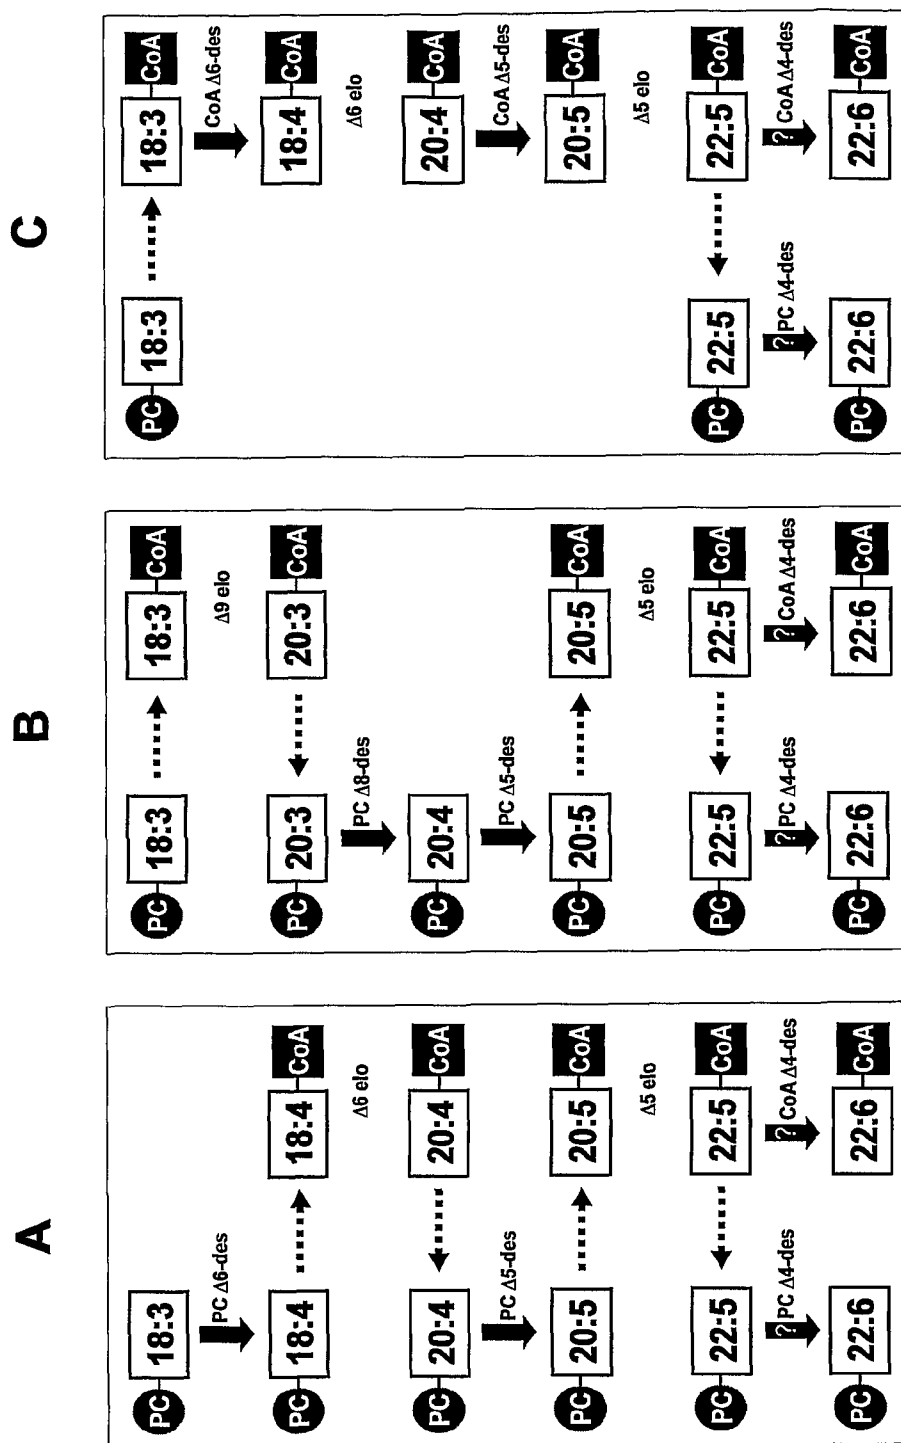 A
PC 18:3
PC Δ6-des
PC 18:4 18:4 CoA
Δ6 elo
PC 20:4 20:4 CoA
PC Δ5-des
PC 20:5 20:5 CoA
Δ5 elo
PC 22:5 22:5 CoA
? PC Δ4-des ? CoA Δ4-des
PC 22:6 22:6 CoA
B
PC 18:3 18:3 CoA
Δ9 elo
PC 20:3 20:3 CoA
PC Δ8-des
PC 20:4
PC Δ5-des
PC 20:5 20:5 CoA
Δ5 elo
PC 22:5 22:5 CoA
? PC Δ4-des ? CoA Δ4-des
PC 22:6 22:6 CoA
C
PC 18:3 18:3 CoA
CoA Δ6-des
18:4 CoA
Δ6 elo
20:4 CoA
CoA Δ5-des
20:5 CoA
Δ5 elo
PC 22:5 22:5 CoA
? PC Δ4-des ? CoA Δ4-des
PC 22:6 22:6 CoA